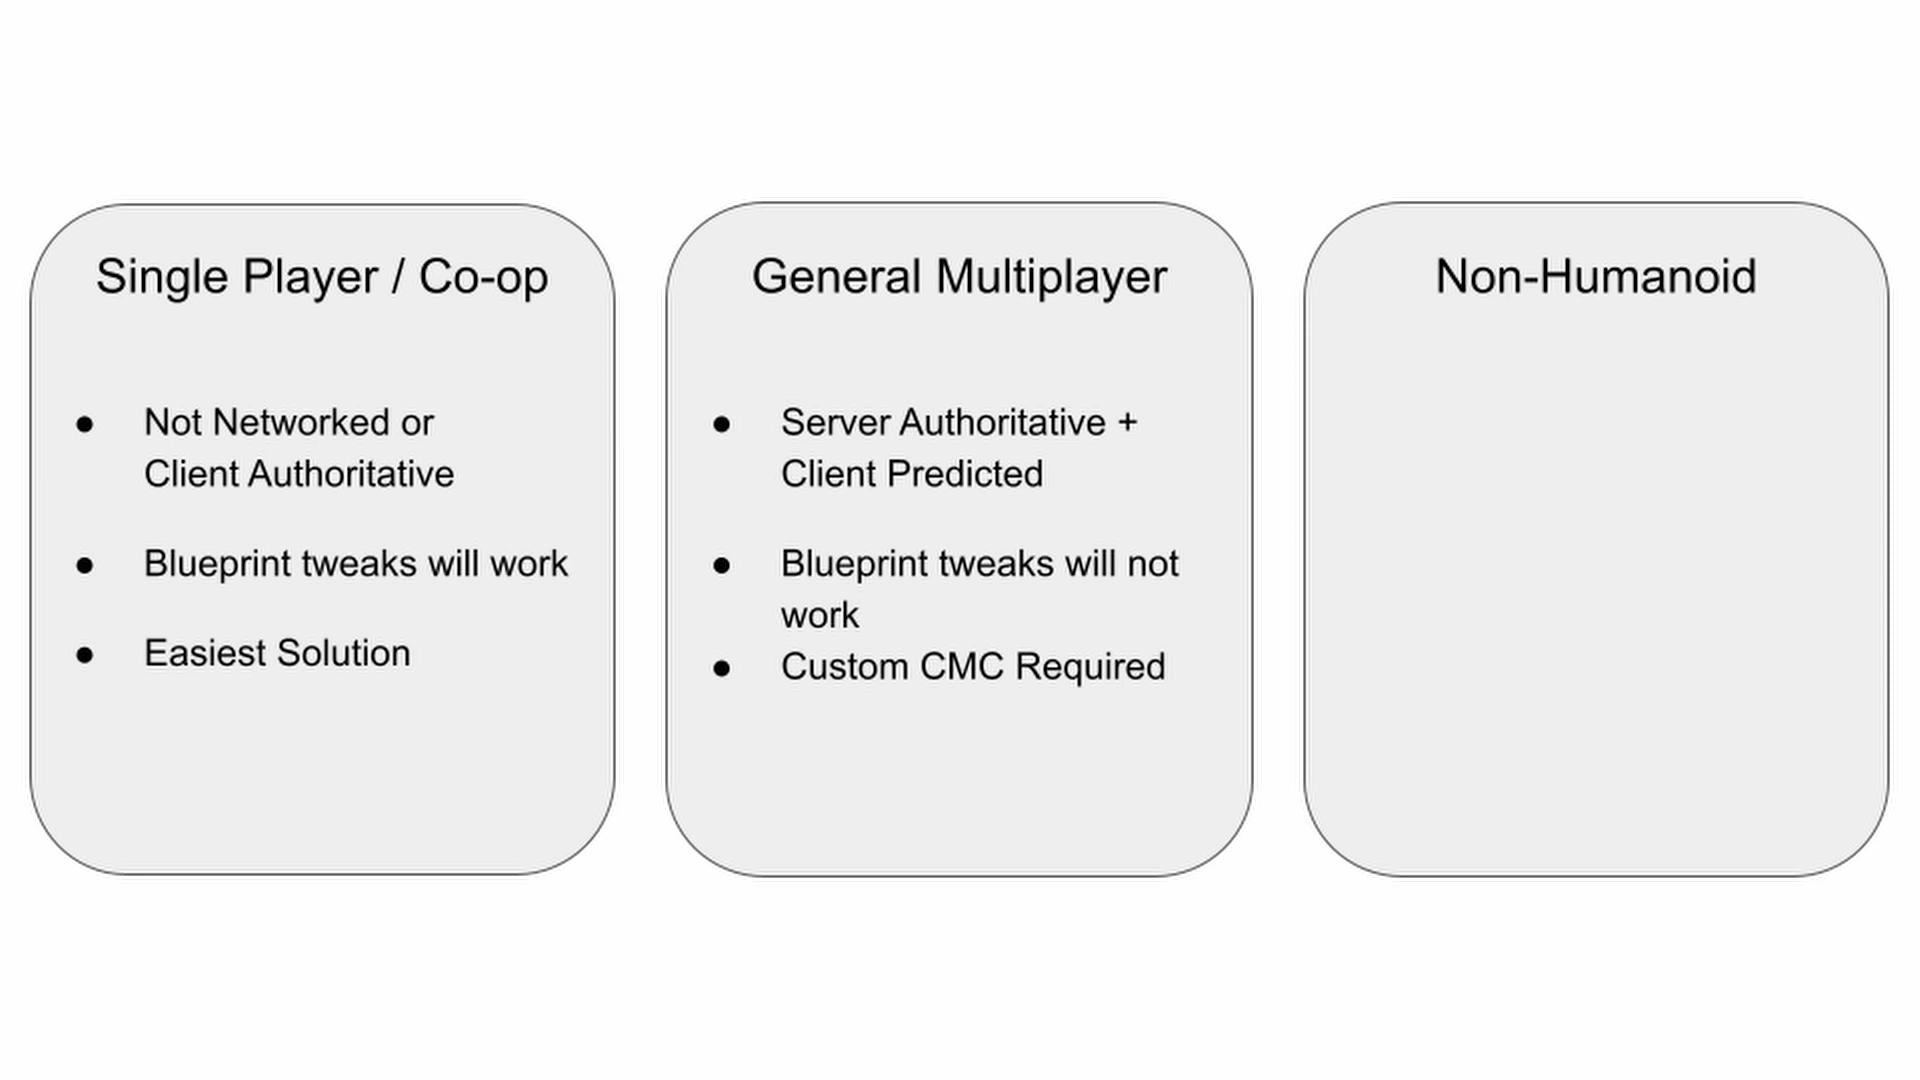 Single Player / Co-op
● Not Networked or
Client Authoritative
● Blueprint tweaks will work
● Easiest Solution
General Multiplayer
● Server Authoritative +
Client Predicted
● Blueprint tweaks will not
work
● Custom CMC Required
Non-Humanoid